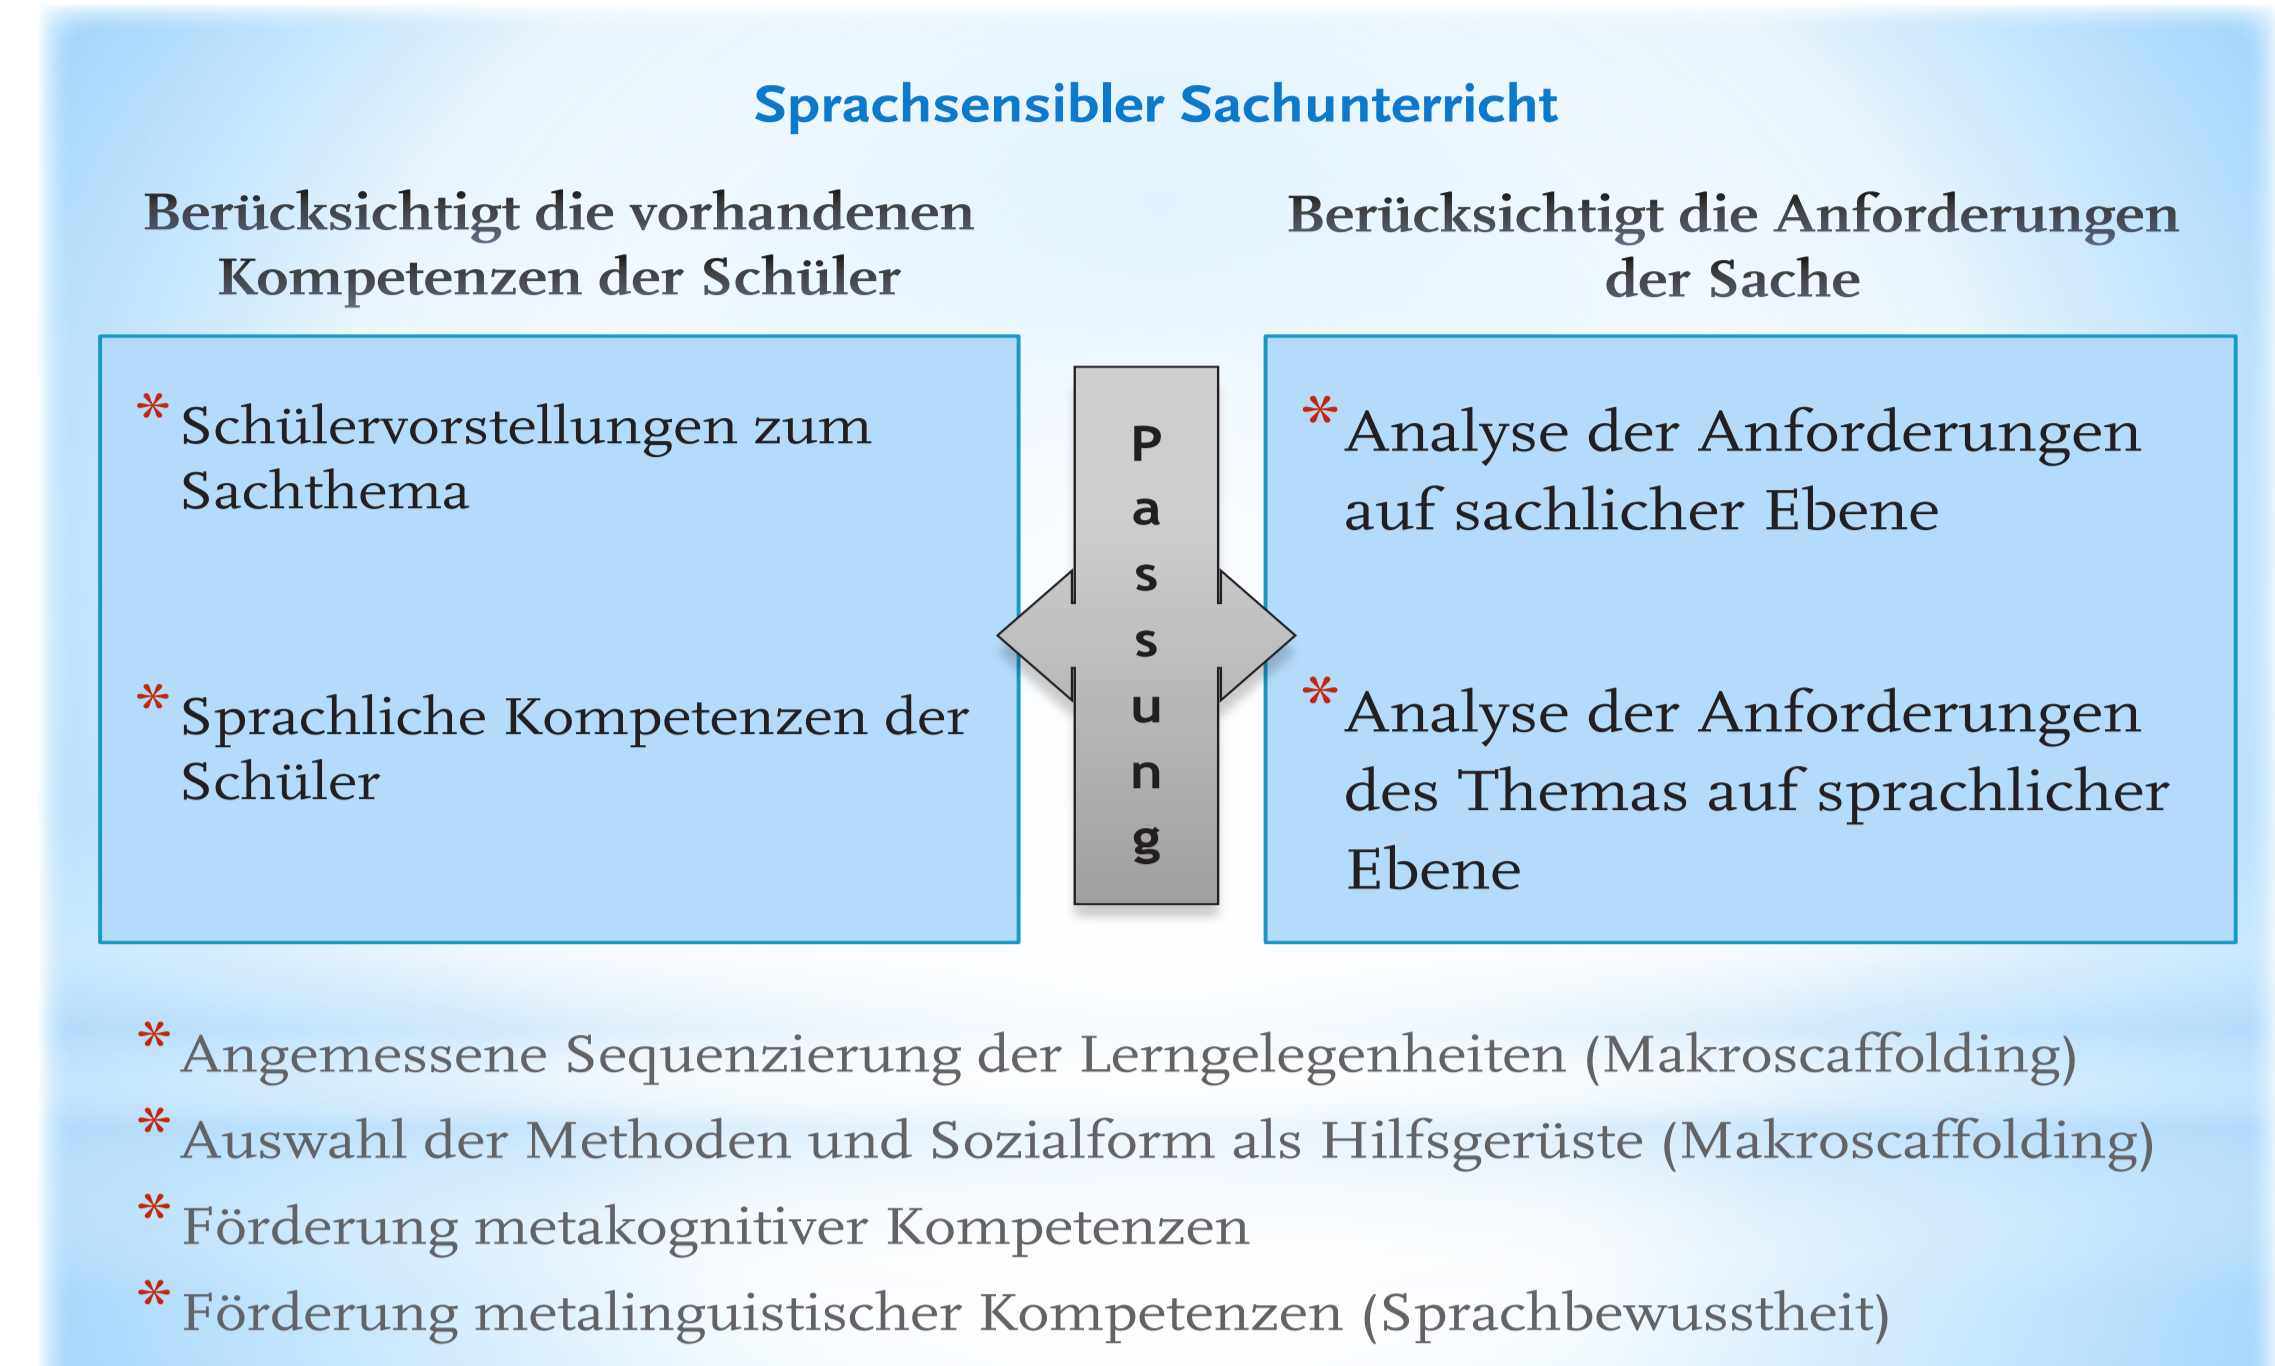 Sprachsensibler Sachunterricht
Berücksichtigt die vorhandenen
Kompetenzen der Schüler
* Schülervorstellungen zum
Sachthema
* Sprachliche Kompetenzen der
Schüler
P
a
s
s
u
n
g
Berücksichtigt die Anforderungen
der Sache
* Analyse der Anforderungen
auf sachlicher Ebene
* Analyse der Anforderungen
des Themas auf sprachlicher
Ebene
* Angemessene Sequenzierung der Lerngelegenheiten (Makroscaffolding)
* Auswahl der Methoden und Sozialform als Hilfsgerüste (Makroscaffolding)
* Förderung metakognitiver Kompetenzen
* Förderung metalinguistischer Kompetenzen (Sprachbewusstheit)